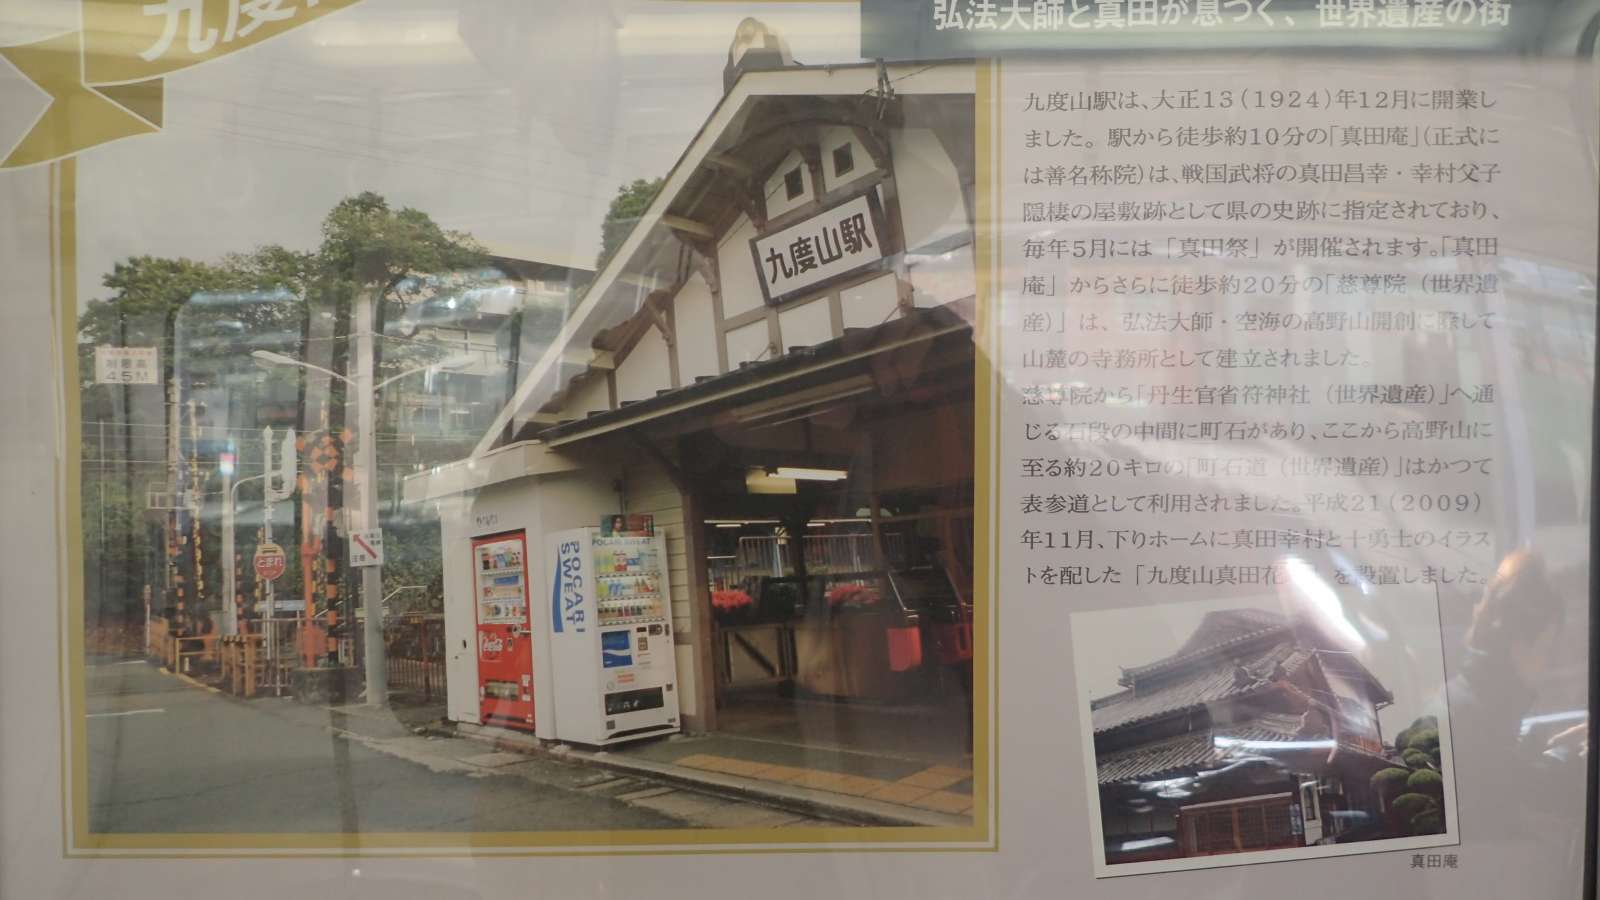 九度
弘法大師と真田が息づく、世界遺産の街
九度山駅は、大正13(1924)年12月に開業し
ました。駅から徒歩約10分の「真田庵」(正式に
は善名称院)は、戦国武将の真田昌幸・幸村父子
隠棲の屋敷跡として県の史跡に指定されており、
毎年5月には「真田祭」が開催されます。「真田
庵」からさらに徒歩約20分の「慈尊院(世界遺
産)」は、弘法大師・空海の高野山開創に際して
山麓の寺務所として建立されました。
慈尊院から「丹生官省符神社(世界遺産)」へ通
じる石段の中間に町石があり、ここから高野山に
至る約20キロの「町石道(世界遺産)」はかつて
表参道として利用されました。平成21(2009)
年11月、下りホームに真田幸村と十勇士のイラス
トを配した「九度山真田花 を設置しました。
真田庵
九度山駅
制限高
4.5M
とまれ
注意
POCARI
SWEAT
POCARI SWEAT
Coca-Cola